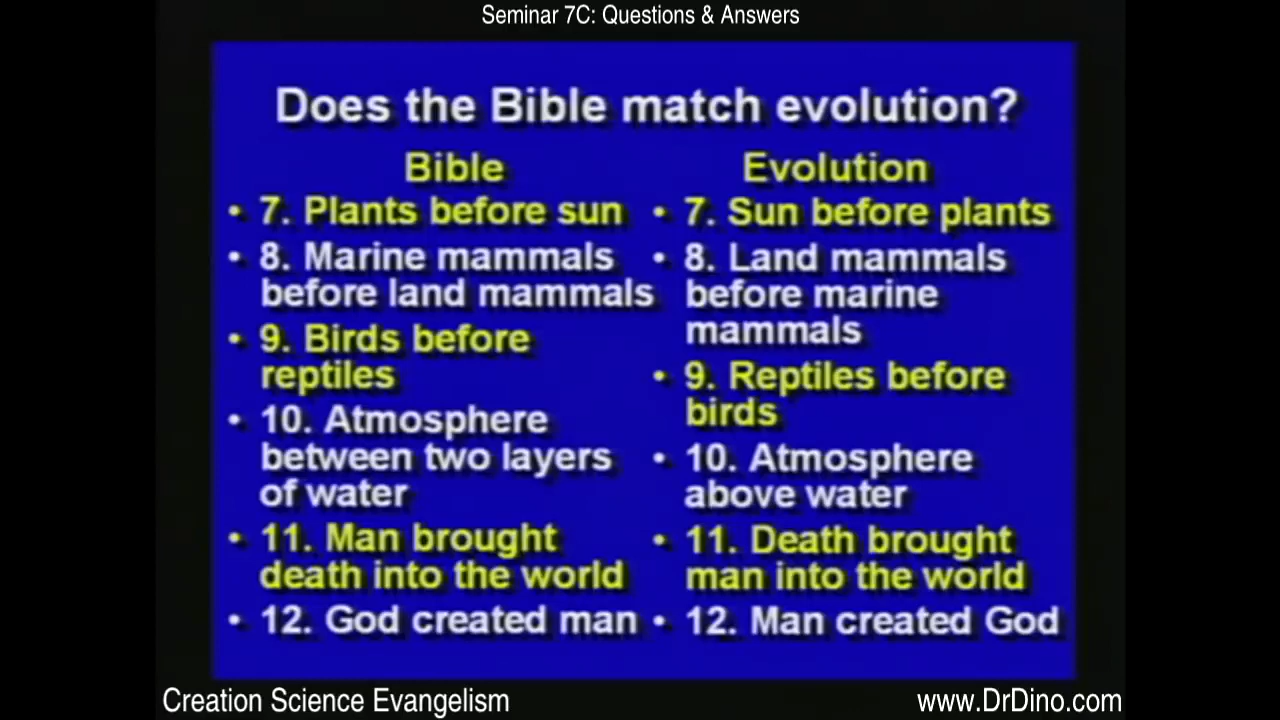 Seminar 7C: Questions & Answers
Does the Bible match evolution?
Bible
• 7. Plants before sun
• 8. Marine mammals
before land mammals
• 9. Birds before
reptiles
• 10. Atmosphere
between two layers
of water
• 11. Man brought
death into the world
• 12. God created man
Evolution
• 7. Sun before plants
• 8. Land mammals
before marine
mammals
• 9. Reptiles before
birds
• 10. Atmosphere
above water
• 11. Death brought
man into the world
• 12. Man created God
Creation Science Evangelism
www.DrDino.com